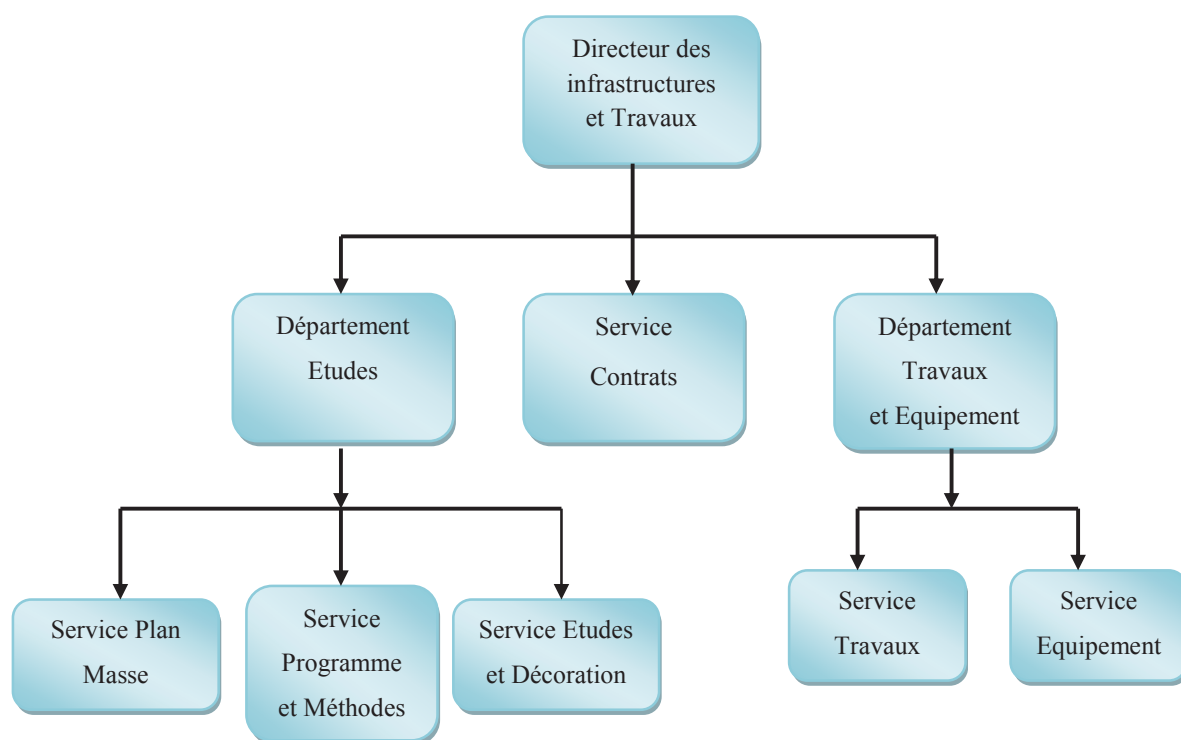 Directeur des
infrastructures
et Travaux
Département
Etudes
Service
Contrats
Département
Travaux
et Equipement
Service Plan
Masse
Service
Programme
et Méthodes
Service Etudes
et Décoration
Service
Travaux
Service
Equipement